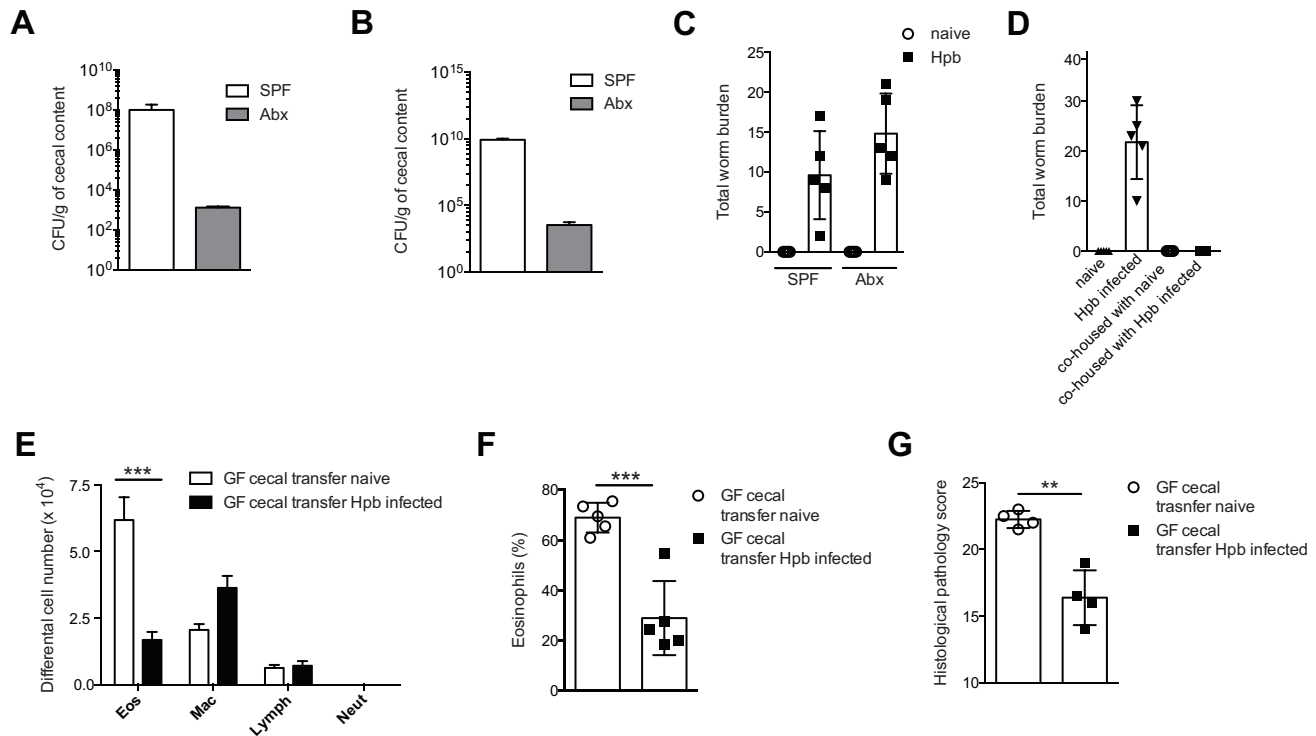 A
CFU/g of cecal content
10^10
10^8
10^6
10^4
10^2
10^0
SPF
Abx
B
CFU/g of cecal content
10^15
10^10
10^5
10^0
SPF
Abx
C
naive
Hpb
Total worm burden
25
20
15
10
5
0
SPF
Abx
D
Total worm burden
40
30
20
10
0
naive
Hpb infected
co-housed with naive
co-housed with Hpb infected
E
Differental cell number (x 10^4)
7.5
5.0
2.5
0.0
***
GF cecal transfer naive
GF cecal transfer Hpb infected
Eos
Mac
Lymph
Neut
F
Eosinophils (%)
80
60
40
20
0
***
GF cecal
transfer naive
GF cecal
transfer Hpb infected
G
Histological pathology score
25
22
20
15
10
**
GF cecal
trasnfer naive
GF cecal
transfer Hpb infected